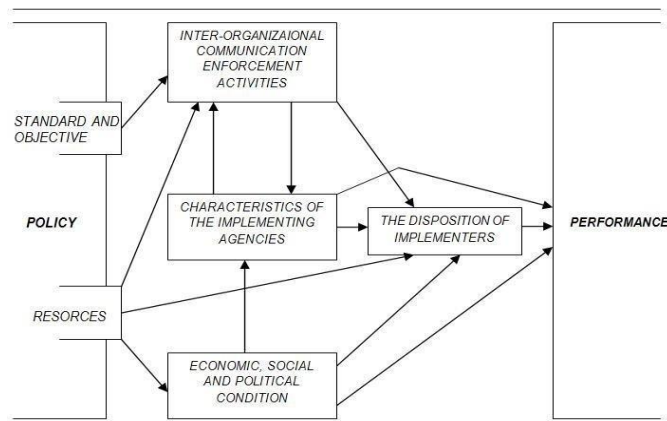 INTER-ORGANIZAIONAL
COMMUNICATION
ENFORCEMENT
ACTIVITIES
STANDARD AND
OBJECTIVE
POLICY
CHARACTERISTICS OF
THE IMPLEMENTING
AGENCIES
THE DISPOSITION OF
IMPLEMENTERS
PERFORMANCE
RESORCES
ECONOMIC, SOCIAL
AND POLITICAL
CONDITION